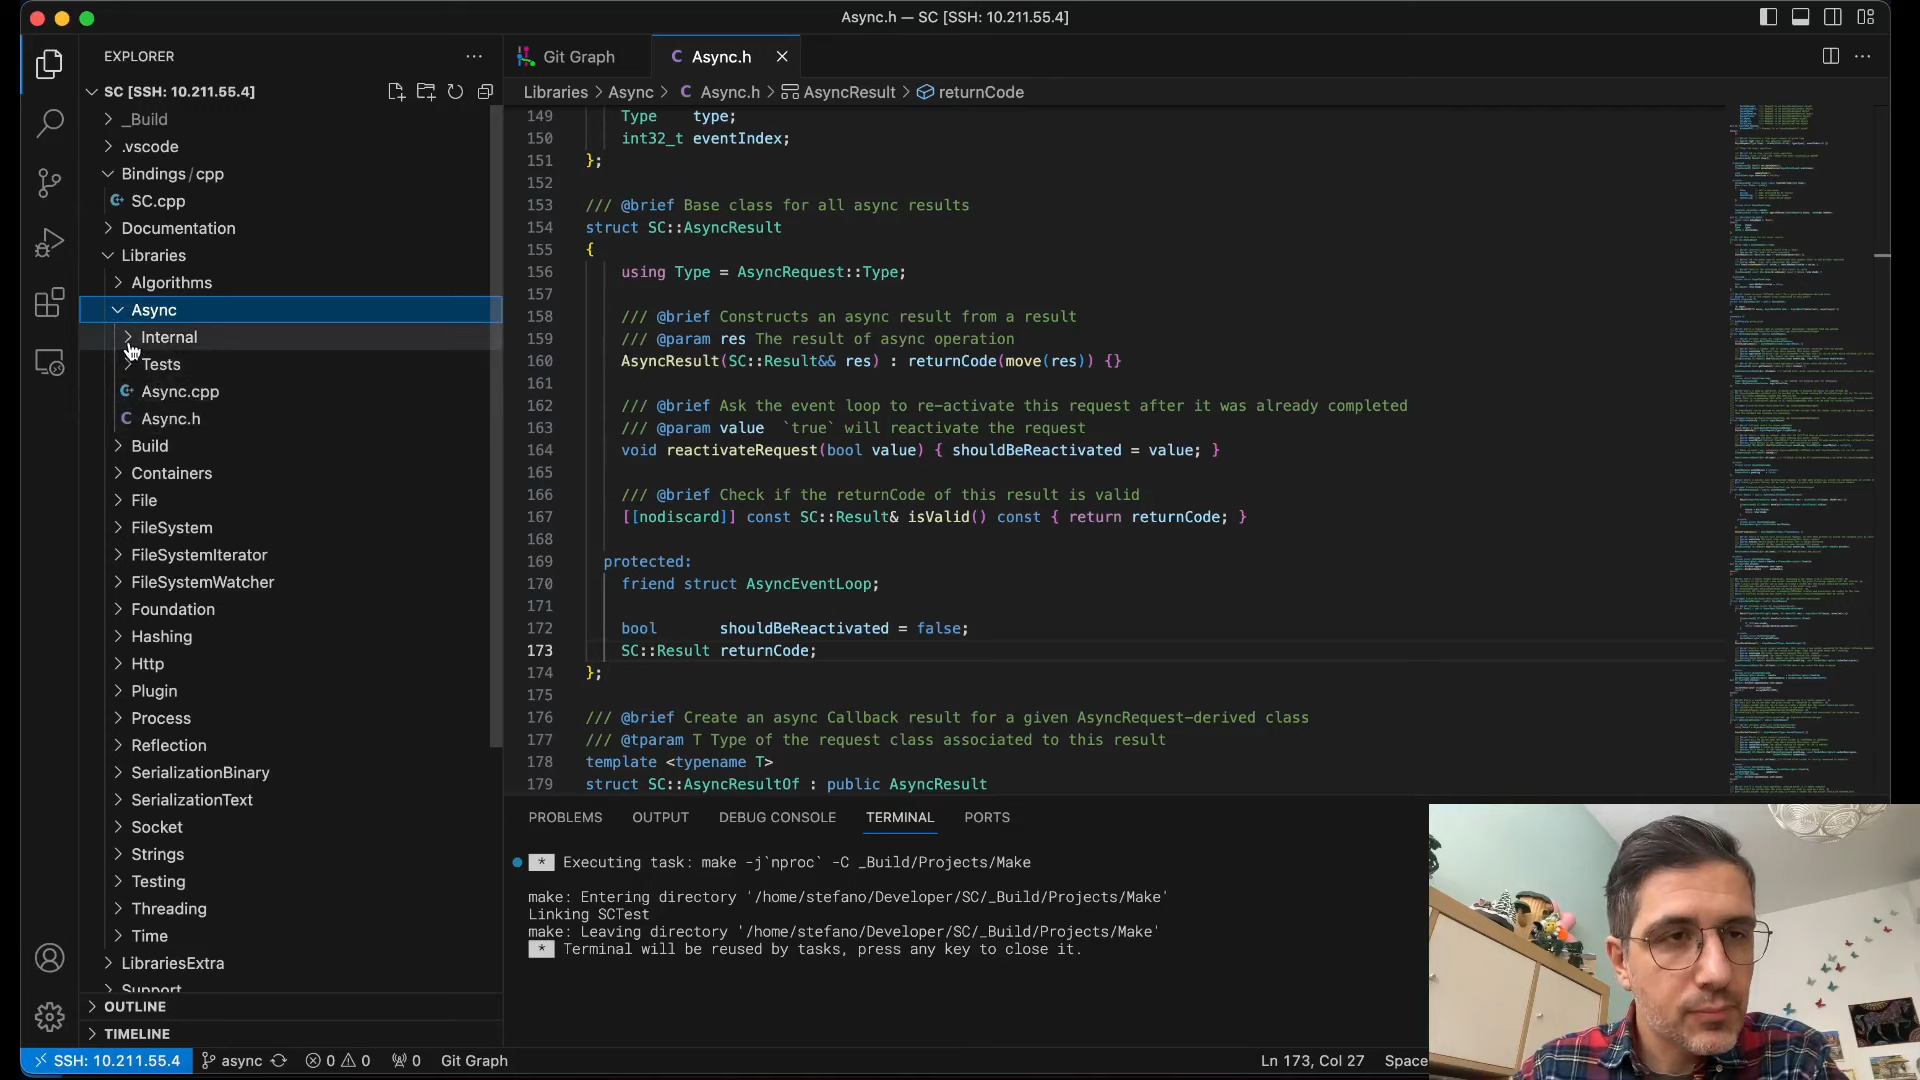 Async.h — SC [SSH: 10.211.55.4]
EXPLORER
SC [SSH: 10.211.55.4]
_Build
.vscode
Bindings / cpp
SC.cpp
Documentation
Libraries
Algorithms
Async
Internal
Tests
Async.cpp
C Async.h
Build
Containers
File
FileSystem
FileSystemIterator
FileSystemWatcher
Foundation
Hashing
Http
Plugin
Process
Reflection
SerializationBinary
SerializationText
Socket
Strings
Testing
Threading
Time
LibrariesExtra
Support
OUTLINE
TIMELINE
Git Graph
C Async.h
Libraries > Async > C Async.h > AsyncResult > returnCode
149 Type type;
150 int32_t eventIndex;
151 };
152
153 /// @brief Base class for all async results
154 struct SC::AsyncResult
155 {
156 using Type = AsyncRequest::Type;
157
158 /// @brief Constructs an async result from a result
159 /// @param res The result of async operation
160 AsyncResult(SC::Result&& res) : returnCode(move(res)) {}
161
162 /// @brief Ask the event loop to re-activate this request after it was already completed
163 /// @param value `true` will reactivate the request
164 void reactivateRequest(bool value) { shouldBeReactivated = value; }
165
166 /// @brief Check if the returnCode of this result is valid
167 [[nodiscard]] const SC::Result& isValid() const { return returnCode; }
168
169 protected:
170 friend struct AsyncEventLoop;
171
172 bool shouldBeReactivated = false;
173 SC::Result returnCode;
174 };
175
176 /// @brief Create an async Callback result for a given AsyncRequest-derived class
177 /// @tparam T Type of the request class associated to this result
178 template <typename T>
179 struct SC::AsyncResultOf : public AsyncResult
PROBLEMS OUTPUT DEBUG CONSOLE TERMINAL PORTS
* Executing task: make -j`nproc` -C _Build/Projects/Make
make: Entering directory '/home/stefano/Developer/SC/_Build/Projects/Make'
Linking SCTest
make: Leaving directory '/home/stefano/Developer/SC/_Build/Projects/Make'
* Terminal will be reused by tasks, press any key to close it.
SSH: 10.211.55.4 async 0 0 0 Git Graph Ln 173, Col 27 Space